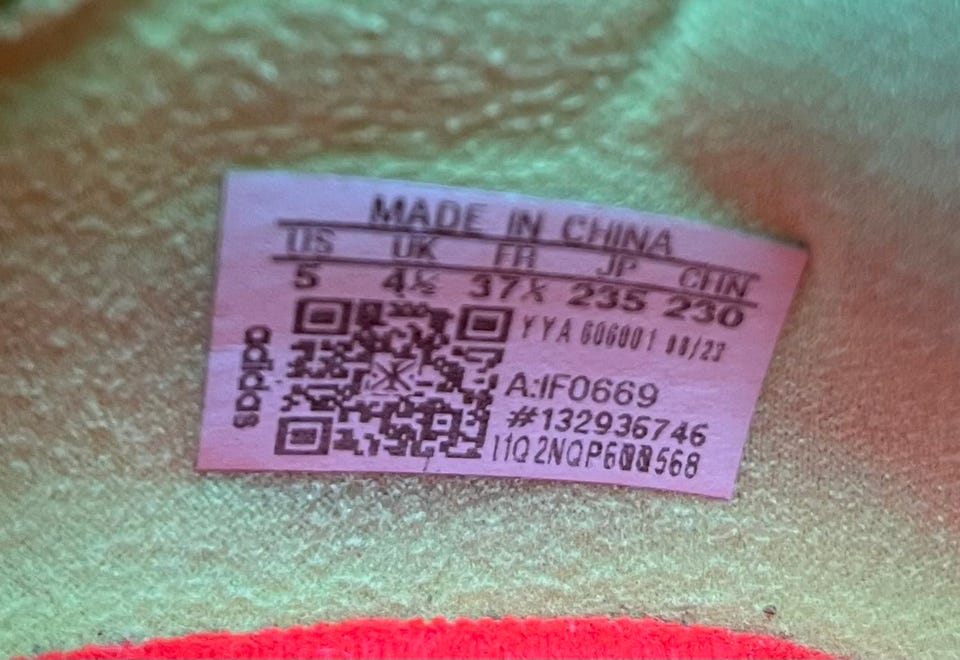 MADE IN CHINA
US UK FR JP CHN
5 4½ 37⅓ 235 230
YYA 606001 08/23
adidas
A:IF0669
#132936746
I1Q2NQP600568